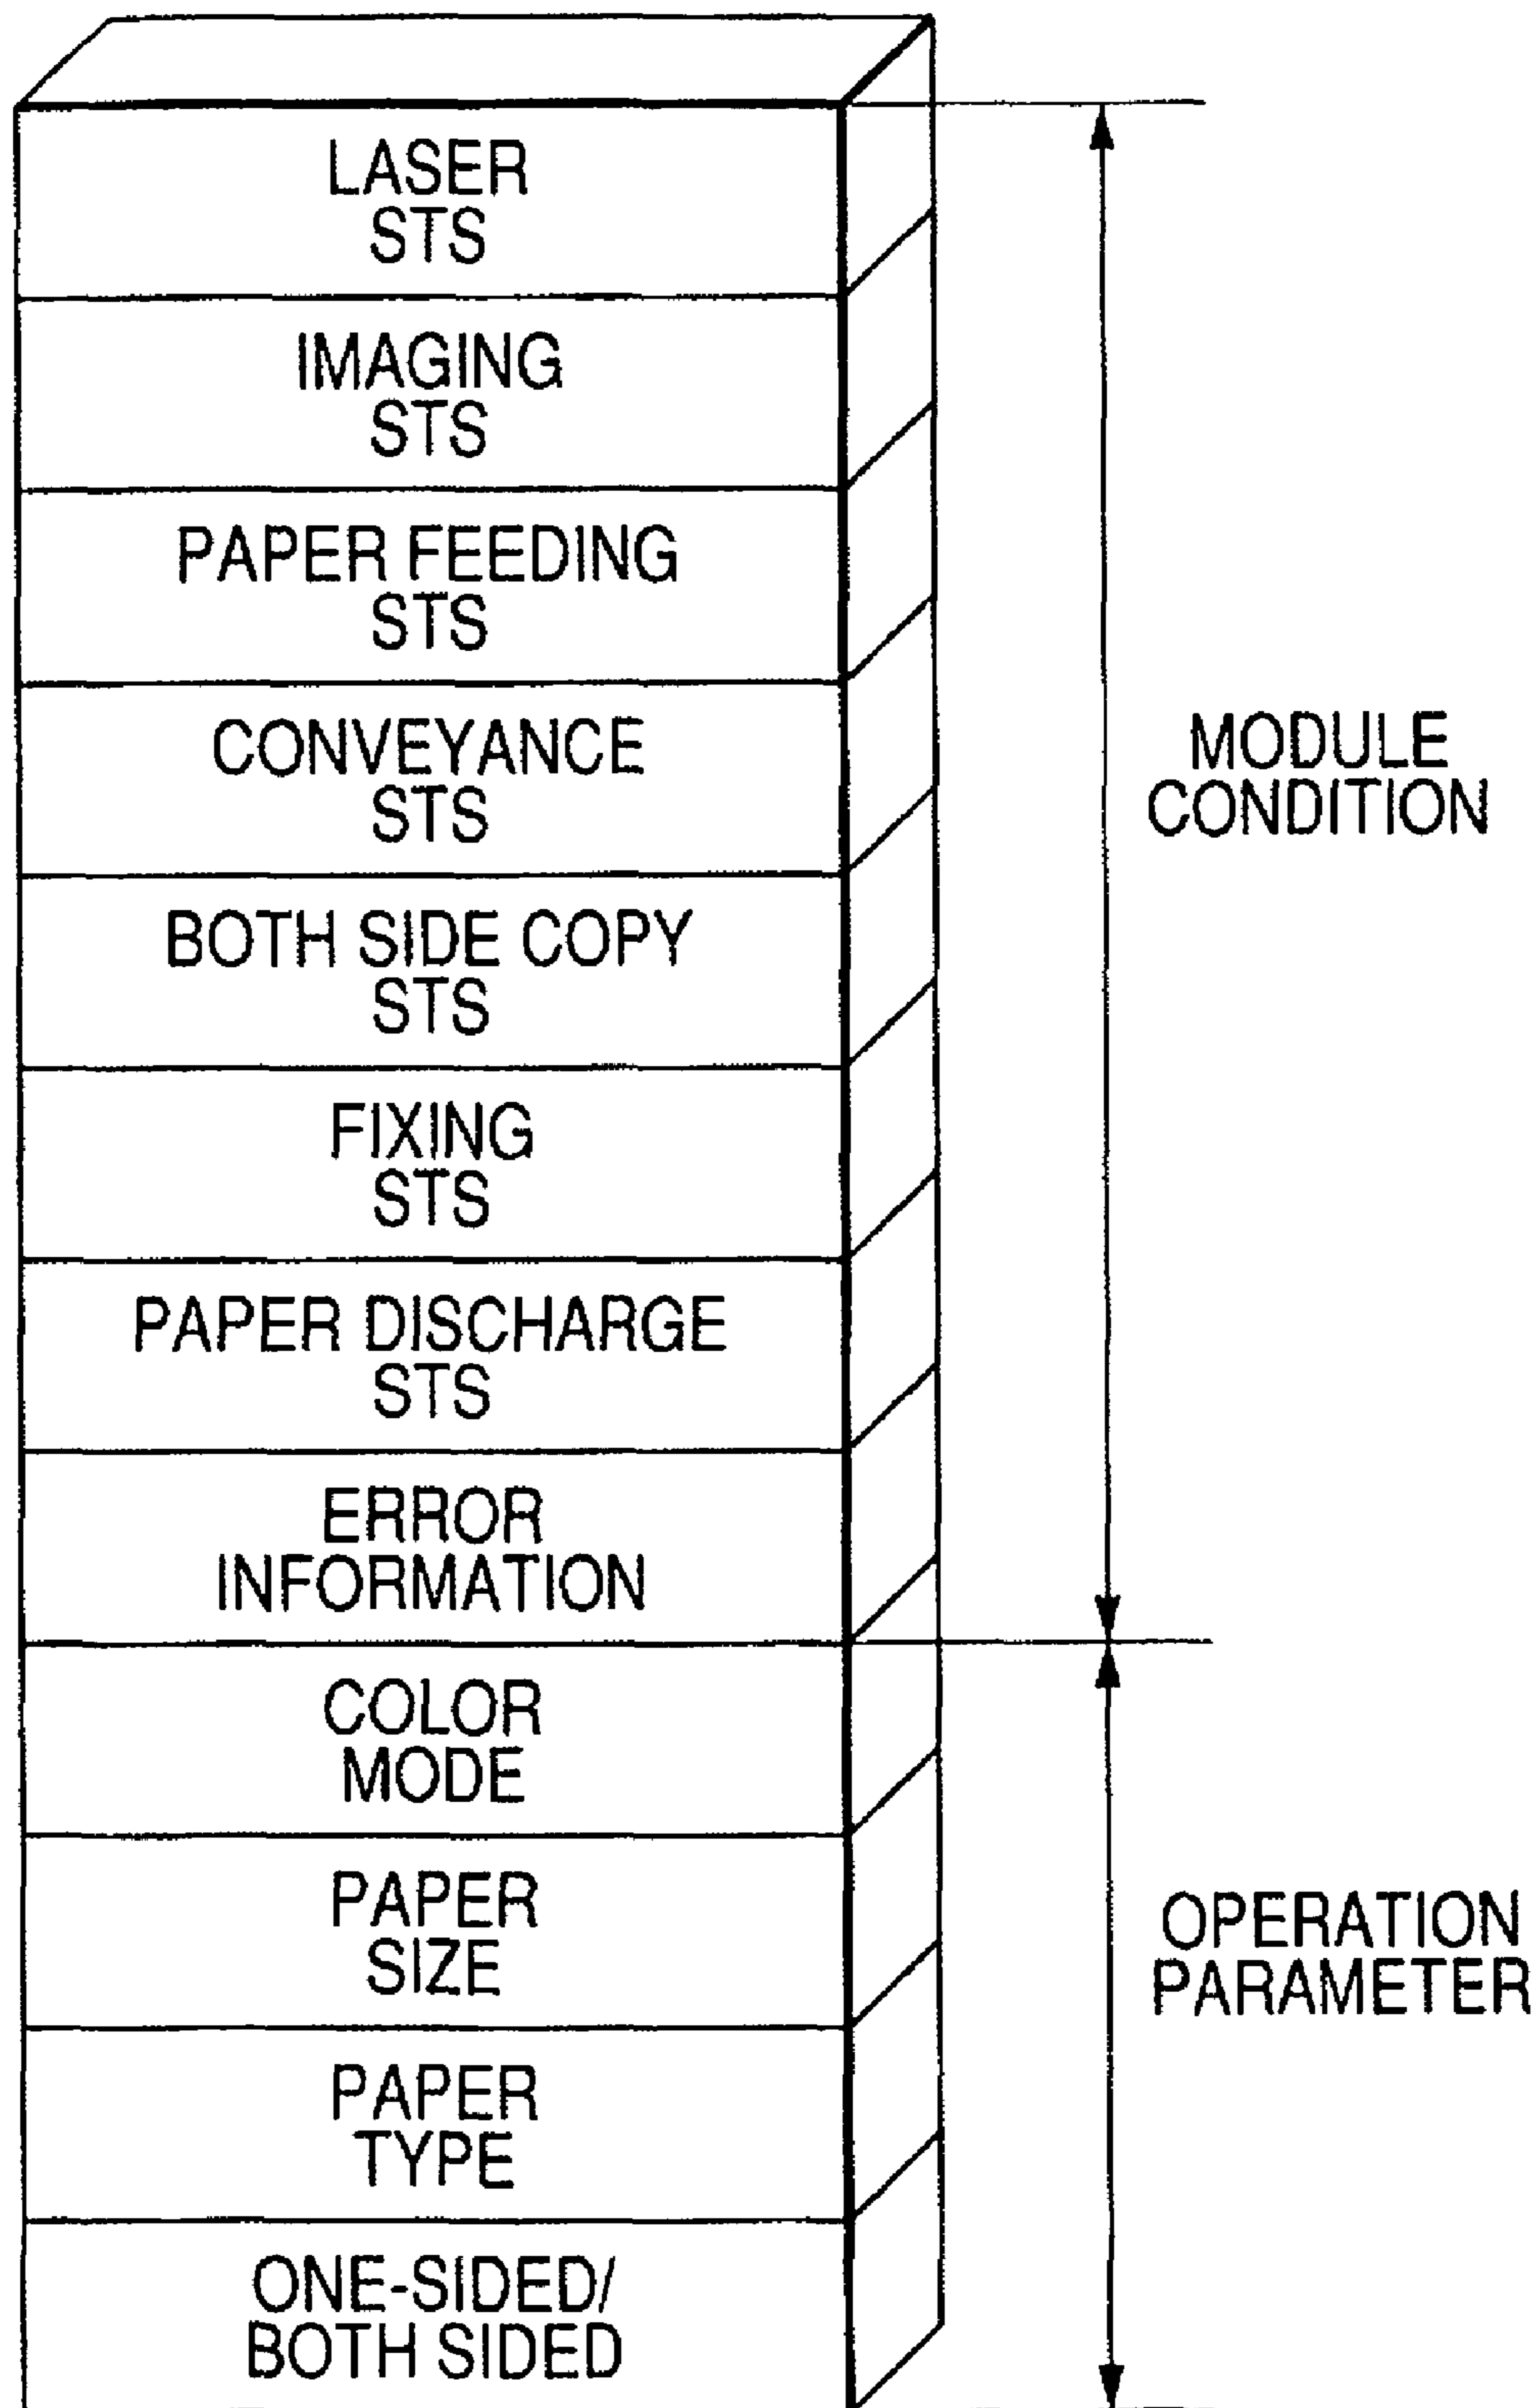 LASER
STS
IMAGING
STS
PAPER FEEDING
STS
CONVEYANCE
STS
BOTH SIDE COPY
STS
FIXING
STS
PAPER DISCHARGE
STS
ERROR
INFORMATION
MODULE
CONDITION
COLOR
MODE
PAPER
SIZE
PAPER
TYPE
ONE-SIDED/
BOTH SIDED
OPERATION
PARAMETER